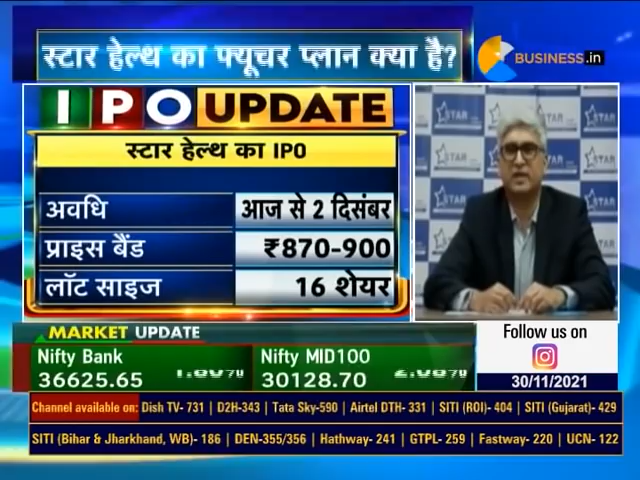 स्टार हेल्थ का फ्यूचर प्लान क्या है?
BUSINESS.in
IPO UPDATE
स्टार हेल्थ का IPO
अवधि आज से 2 दिसंबर
प्राइस बैंड ₹870-900
लॉट साइज 16 शेयर
STAR
STAR
STAR
MARKET UPDATE
Nifty Bank
36625.65
Nifty MID100
30128.70
Follow us on
30/11/2021
Channel available on: Dish TV- 731 | D2H-343 | Tata Sky-590 | Airtel DTH- 331 | SITI (ROI)- 404 | SITI (Gujarat)- 429
SITI (Bihar & Jharkhand, WB)- 186 | DEN-355/356 | Hathway- 241 | GTPL- 259 | Fastway- 220 | UCN- 122